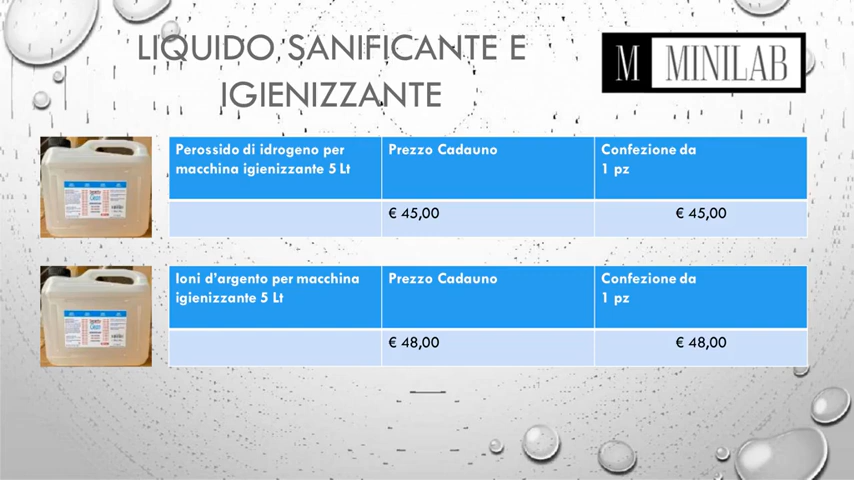 LIQUIDO SANIFICANTE E
IGIENIZZANTE
M MINILAB
Perossido di idrogeno per
macchina igienizzante 5 Lt
Prezzo Cadauno
Confezione da
1 pz
€ 45,00
€ 45,00
Ioni d'argento per macchina
igienizzante 5 Lt
Prezzo Cadauno
Confezione da
1 pz
€ 48,00
€ 48,00